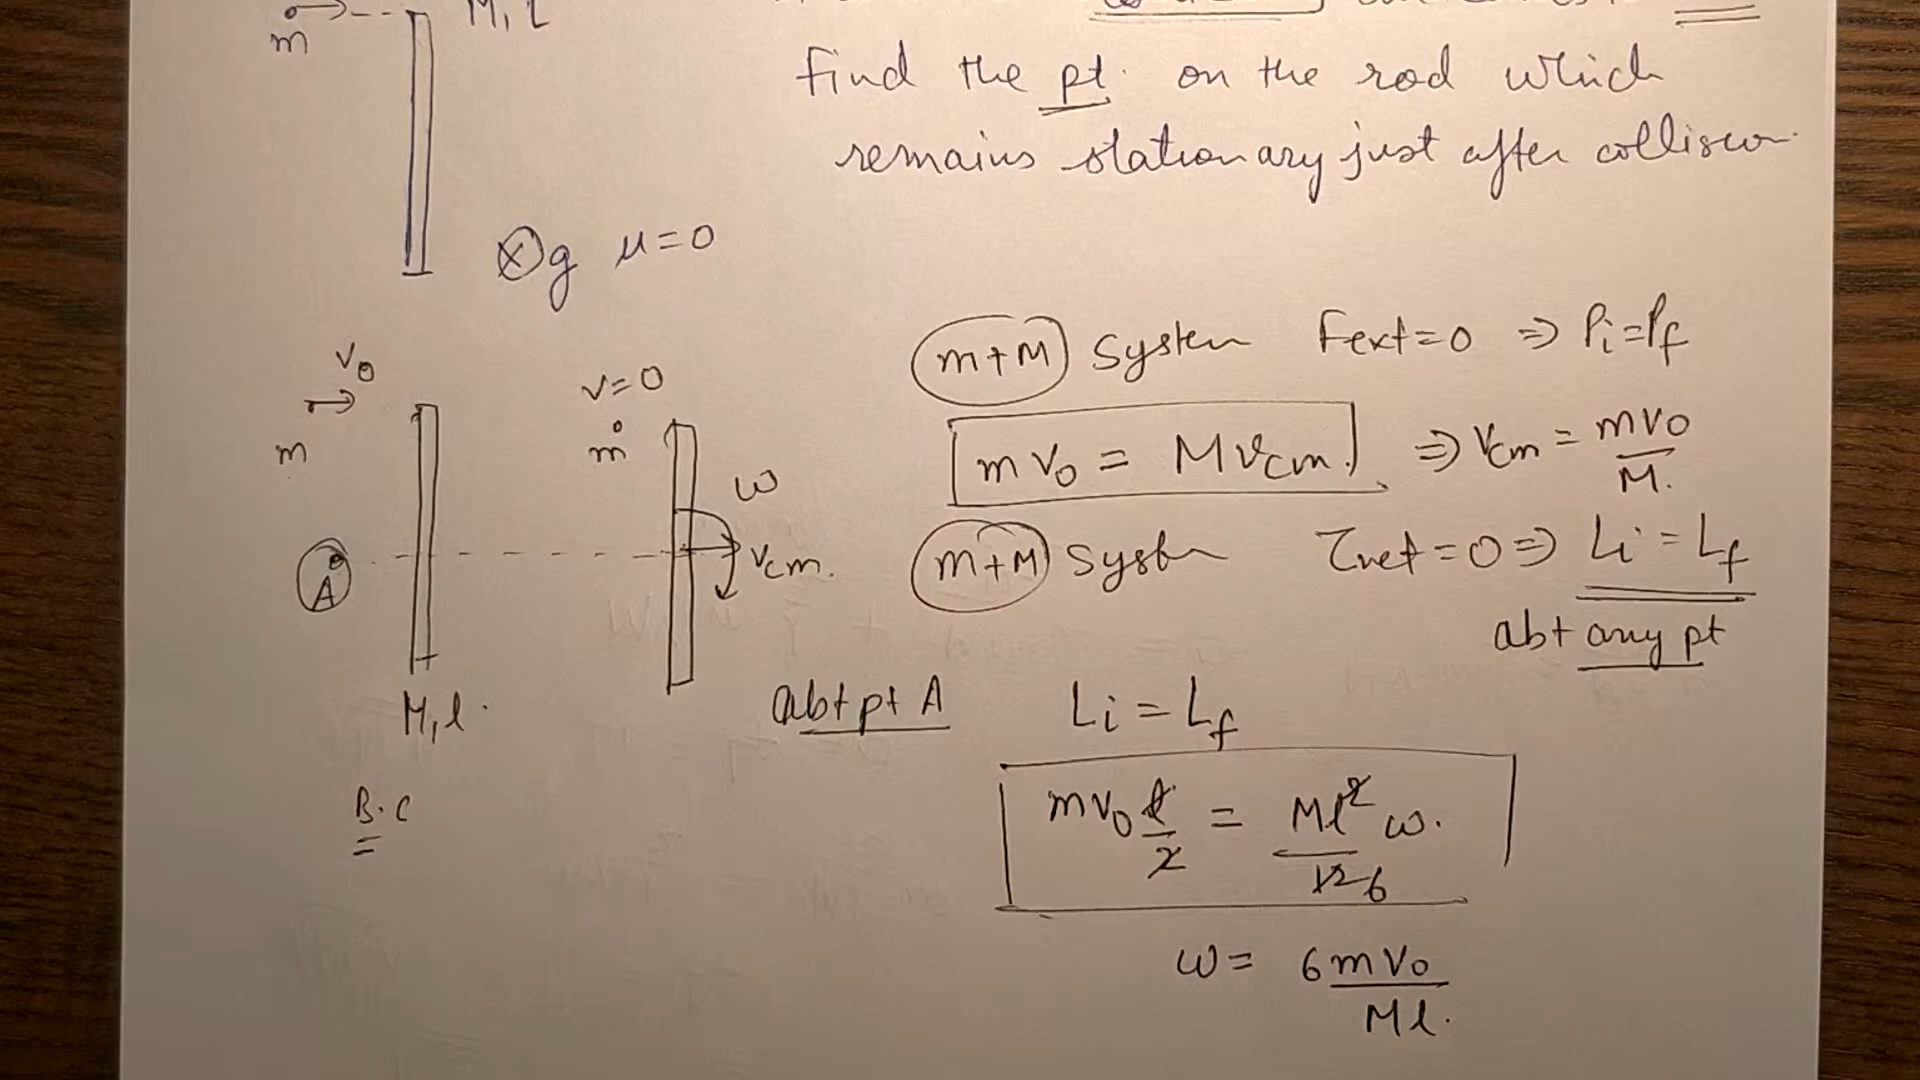 m
M, L
find the pt. on the rod which
remains stationary just after collision.
⊗g μ=0
v₀
m
A
M, l.
B.C
v=0
m
ω
vcm.
(m+M) System Fext=0 ⇒ Pi=Pf
mv₀ = Mvcm. ⇒ Vcm = mv₀/M.
(m+M) System τnet=0 ⇒ Li=Lf
abt any pt
abt pt A Li = Lf
mv₀ l/2 = Ml²/12 ω. 6
ω = 6mv₀/Ml.